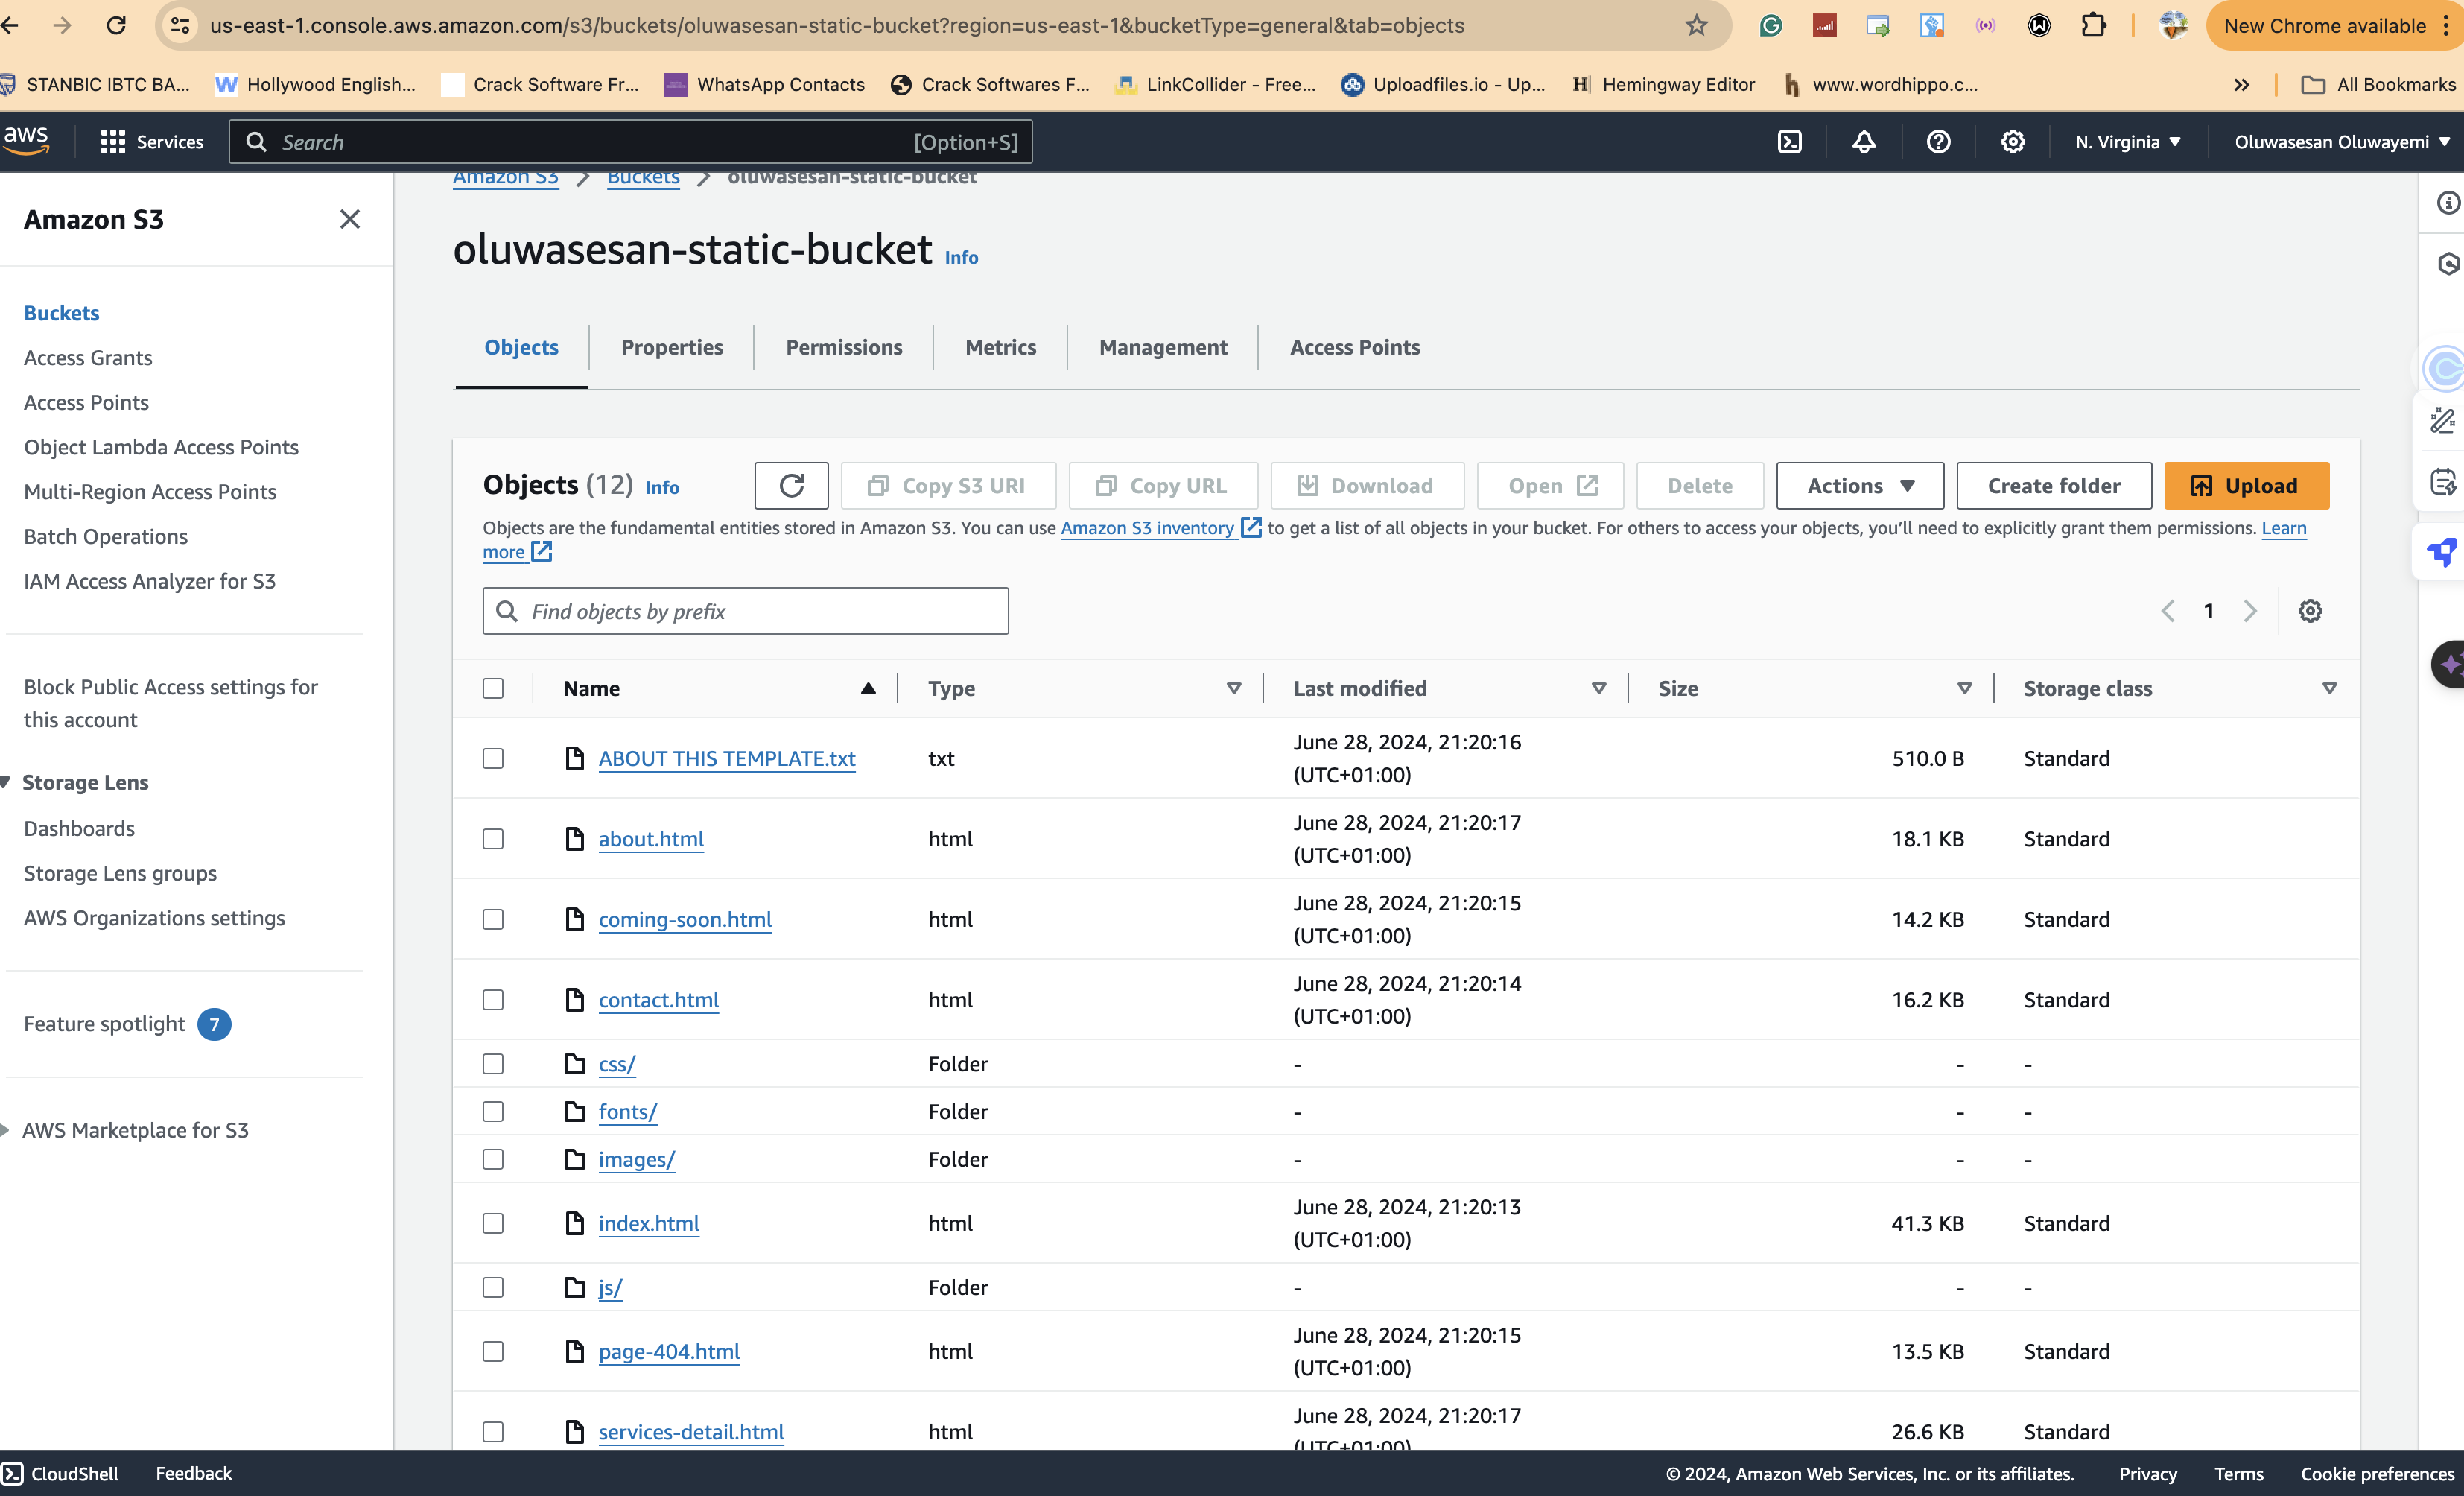 us-east-1.console.aws.amazon.com/s3/buckets/oluwasesan-static-bucket?region=us-east-1&bucketType=general&tab=objects
New Chrome available
STANBIC IBTC BA...
Hollywood English...
Crack Software Fr...
WhatsApp Contacts
Crack Softwares F...
LinkCollider - Free...
Uploadfiles.io - Up...
Hemingway Editor
www.wordhippo.c...
All Bookmarks
aws
Services
Search
[Option+S]
N. Virginia
Oluwasesan Oluwayemi
Amazon S3
Buckets
Access Grants
Access Points
Object Lambda Access Points
Multi-Region Access Points
Batch Operations
IAM Access Analyzer for S3
Block Public Access settings for
this account
Storage Lens
Dashboards
Storage Lens groups
AWS Organizations settings
Feature spotlight 7
AWS Marketplace for S3
Amazon S3 > Buckets > oluwasesan-static-bucket
oluwasesan-static-bucket Info
Objects
Properties
Permissions
Metrics
Management
Access Points
Objects (12) Info
Copy S3 URI
Copy URL
Download
Open
Delete
Actions
Create folder
Upload
Objects are the fundamental entities stored in Amazon S3. You can use Amazon S3 inventory to get a list of all objects in your bucket. For others to access your objects, you’ll need to explicitly grant them permissions. Learn
more
Find objects by prefix
1
Name Type Last modified Size Storage class
ABOUT THIS TEMPLATE.txt txt June 28, 2024, 21:20:16 (UTC+01:00) 510.0 B Standard
about.html html June 28, 2024, 21:20:17 (UTC+01:00) 18.1 KB Standard
coming-soon.html html June 28, 2024, 21:20:15 (UTC+01:00) 14.2 KB Standard
contact.html html June 28, 2024, 21:20:14 (UTC+01:00) 16.2 KB Standard
css/ Folder - - -
fonts/ Folder - - -
images/ Folder - - -
index.html html June 28, 2024, 21:20:13 (UTC+01:00) 41.3 KB Standard
js/ Folder - - -
page-404.html html June 28, 2024, 21:20:15 (UTC+01:00) 13.5 KB Standard
services-detail.html html June 28, 2024, 21:20:17 (UTC+01:00) 26.6 KB Standard
CloudShell
Feedback
© 2024, Amazon Web Services, Inc. or its affiliates.
Privacy
Terms
Cookie preferences